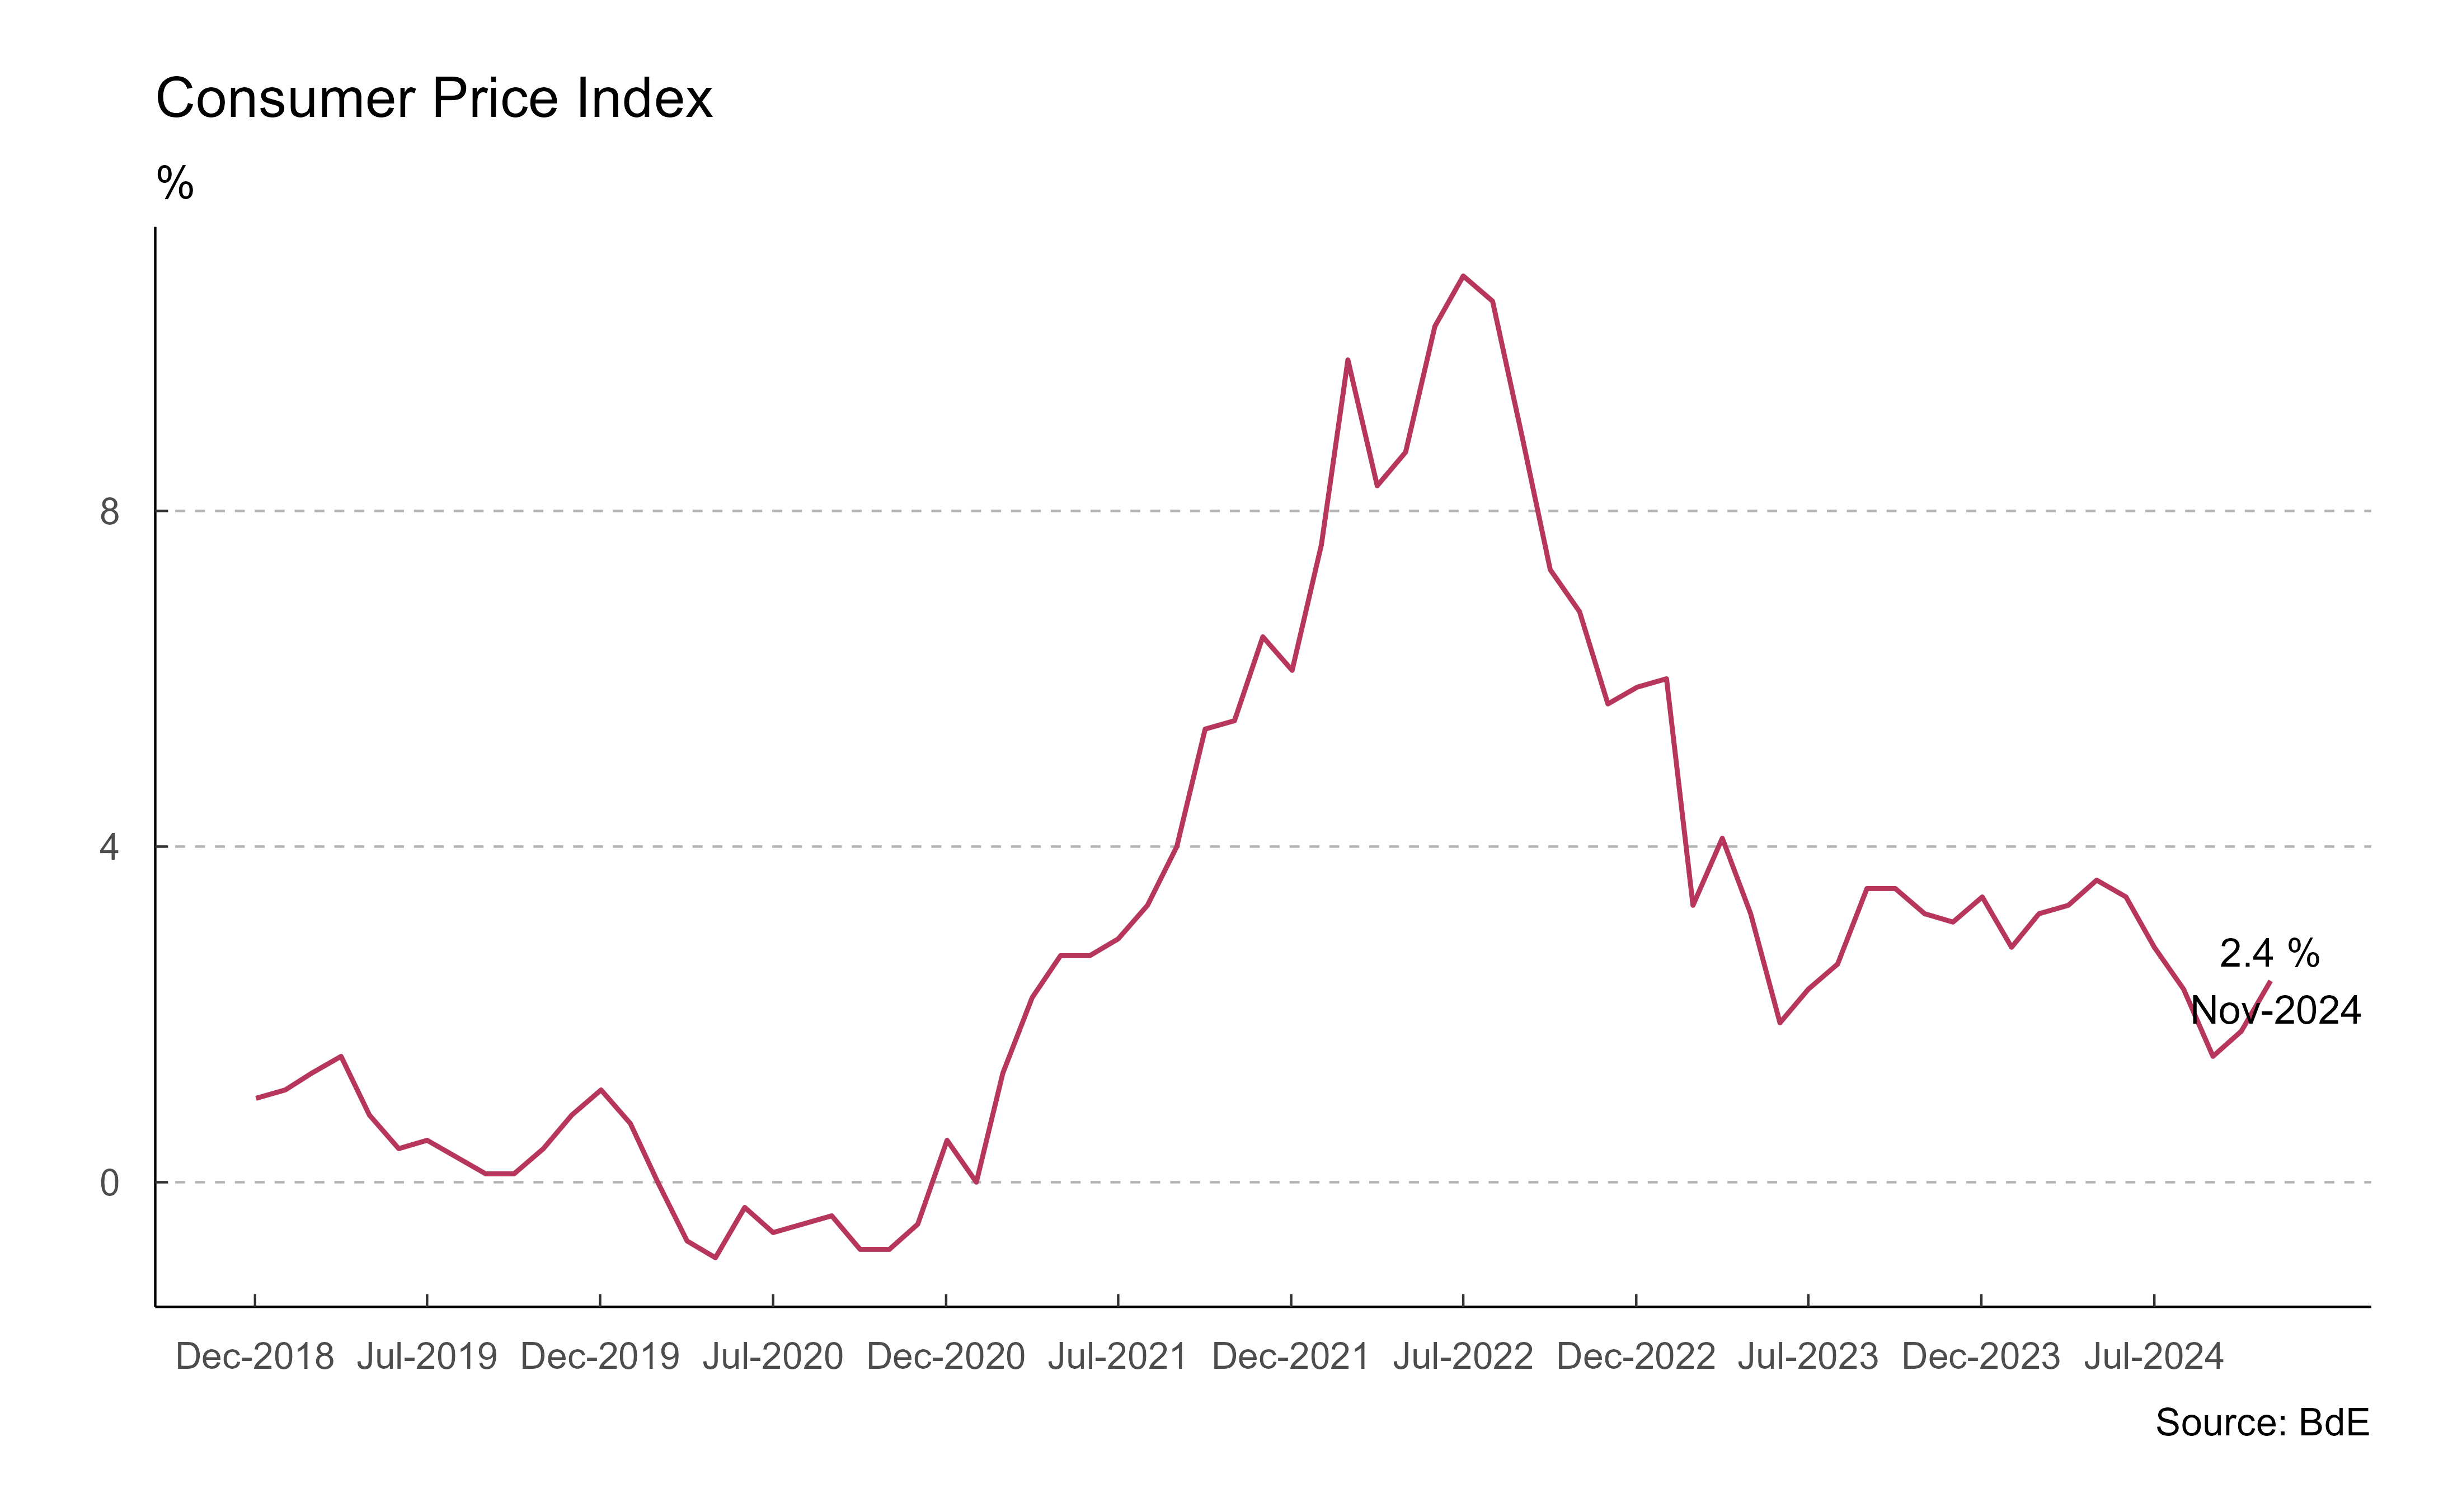 Consumer Price Index
%
8
4
0
2.4 %
Nov-2024
Dec-2018 Jul-2019 Dec-2019 Jul-2020 Dec-2020 Jul-2021 Dec-2021 Jul-2022 Dec-2022 Jul-2023 Dec-2023 Jul-2024
Source: BdE